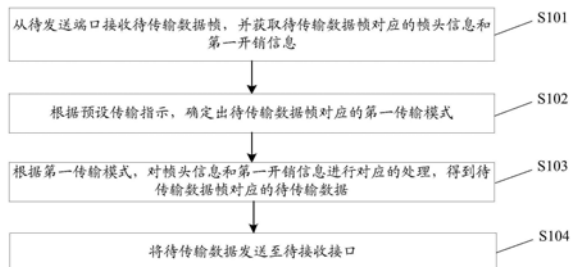 从待发送端口接收待传输数据帧，并获取待传输数据帧对应的帧头信息和
第一开销信息
S101
根据预设传输指示，确定出待传输数据帧对应的第一传输模式
S102
根据第一传输模式，对帧头信息和第一开销信息进行对应的处理，得到待
传输数据帧对应的待传输数据
S103
将待传输数据发送至待接收接口
S104